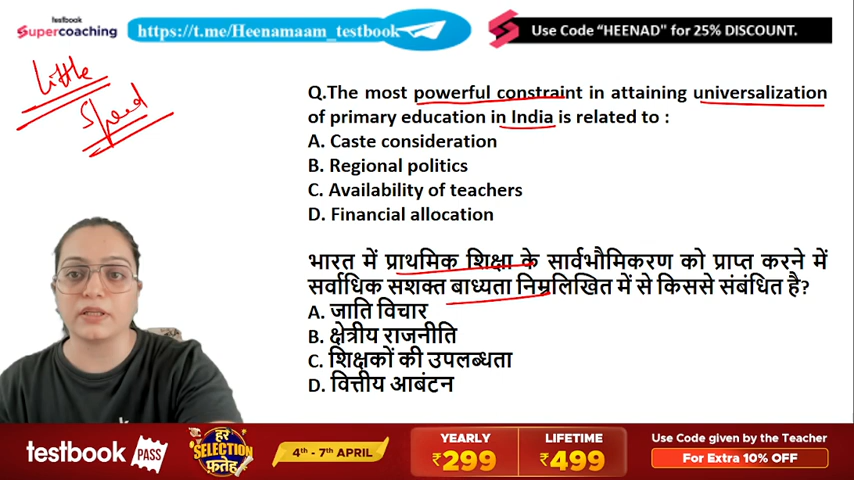 testbook
Supercoaching
https://t.me/Heenamaam_testbook
Use Code “HEENAD" for 25% DISCOUNT.
little
Speed
Q.The most powerful constraint in attaining universalization
of primary education in India is related to :
A. Caste consideration
B. Regional politics
C. Availability of teachers
D. Financial allocation
भारत में प्राथमिक शिक्षा के सार्वभौमिकरण को प्राप्त करने में
सर्वाधिक सशक्त बाध्यता निम्नलिखित में से किससे संबंधित है?
A. जाति विचार
B. क्षेत्रीय राजनीति
C. शिक्षकों की उपलब्धता
D. वित्तीय आबंटन
testbook PASS
हर
SELECTION
फतेह
4th - 7th APRIL
YEARLY
₹299
LIFETIME
₹499
Use Code given by the Teacher
For Extra 10% OFF